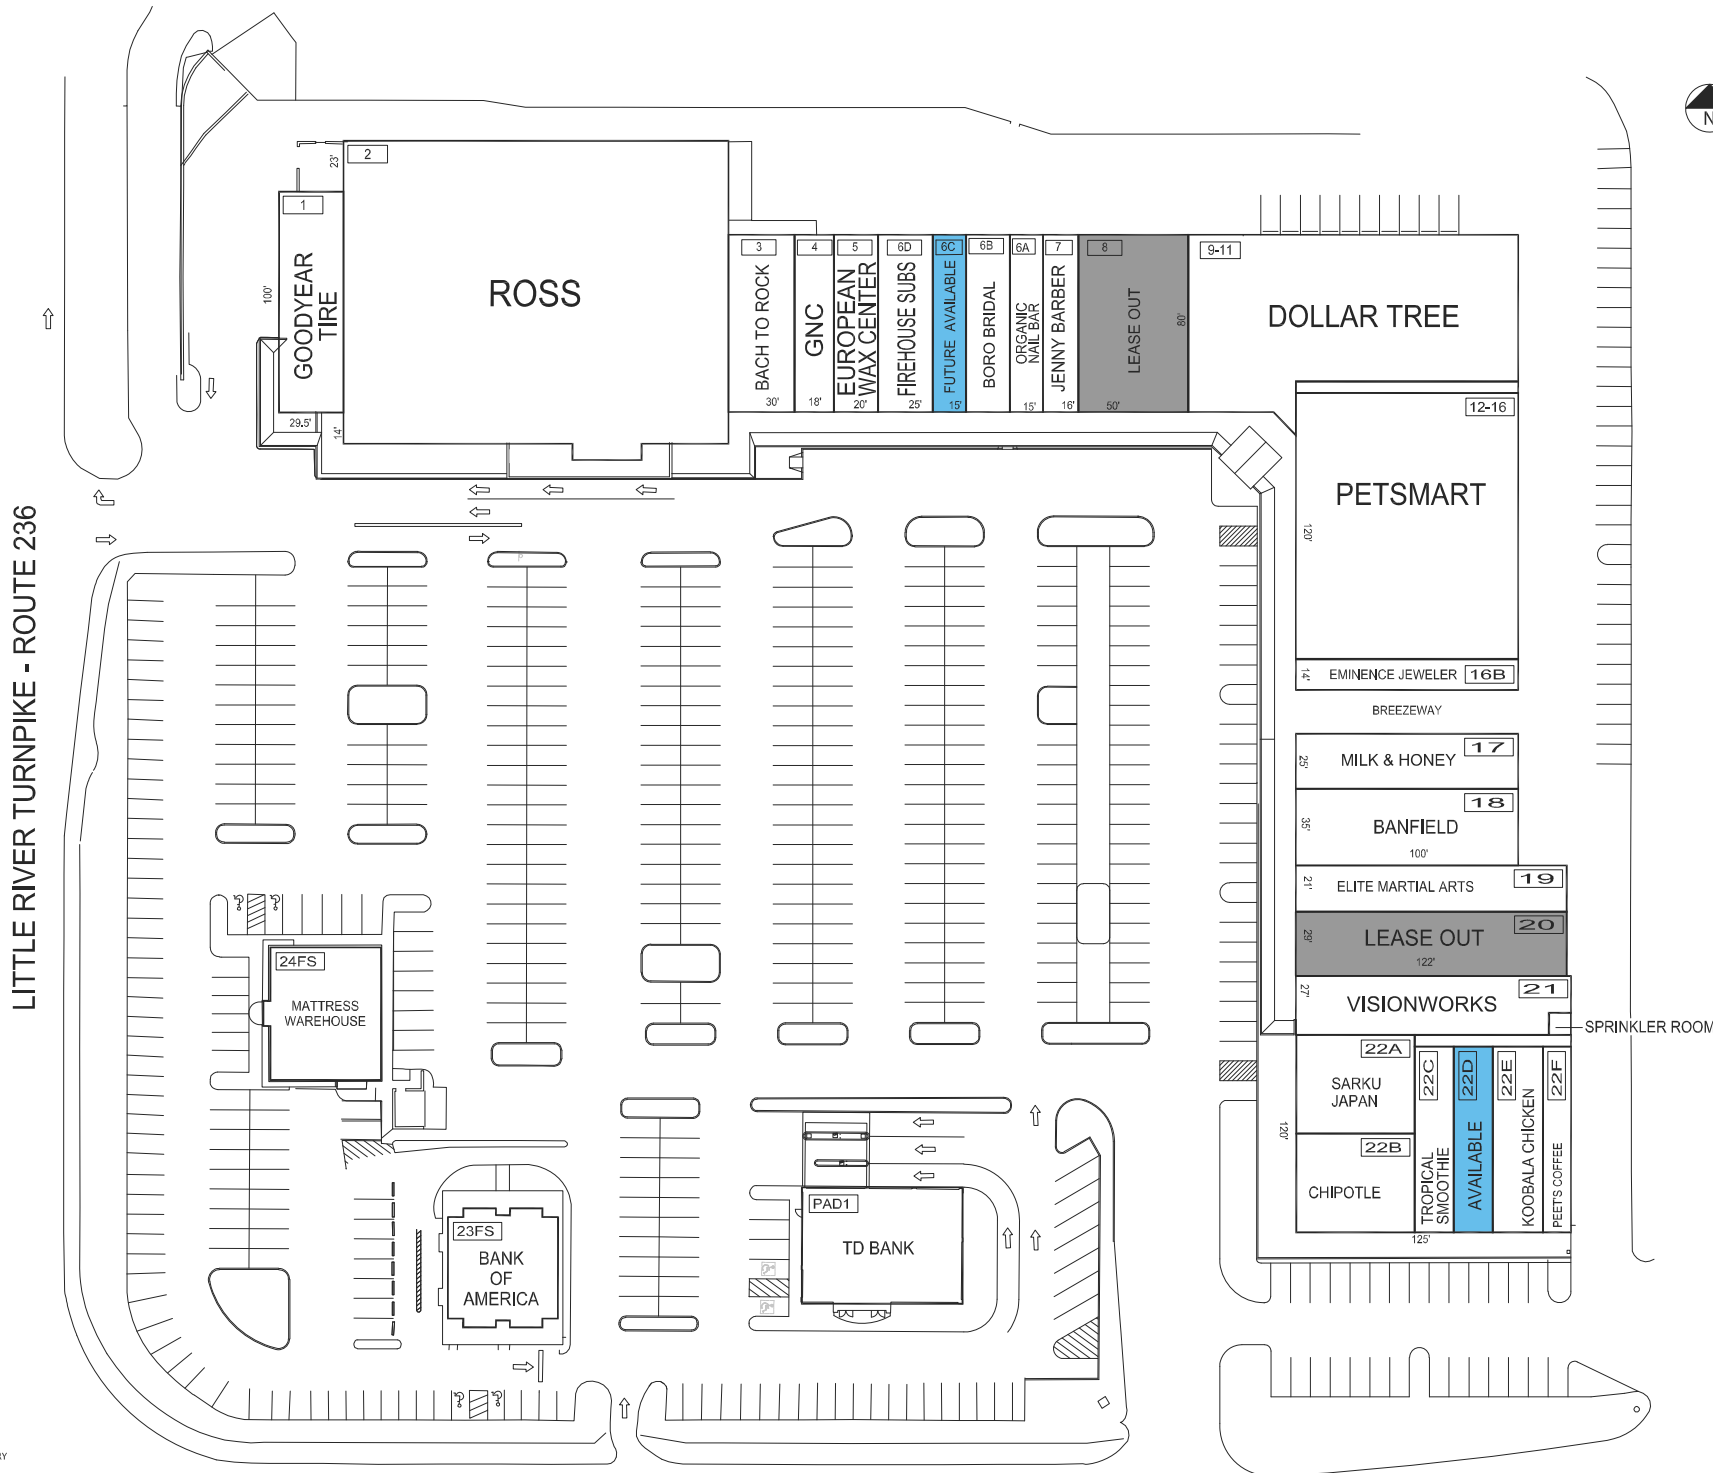 N
LITTLE RIVER TURNPIKE - ROUTE 236
1
GOODYEAR
TIRE
100'
29.5'
14'
23'
2
ROSS
3
BACH TO ROCK
30'
4
GNC
18'
5
EUROPEAN
WAX CENTER
20'
6D
FIREHOUSE SUBS
25'
6C
FUTURE AVAILABLE
15'
6B
BORO BRIDAL
6A
ORGANIC
NAIL BAR
15'
7
JENNY BARBER
16'
8
LEASE OUT
80'
50'
9-11
DOLLAR TREE
12-16
PETSMART
120'
14'
EMINENCE JEWELER
16B
BREEZEWAY
17
MILK & HONEY
25'
18
BANFIELD
35'
100'
19
ELITE MARTIAL ARTS
21'
20
LEASE OUT
29'
122'
21
VISIONWORKS
27'
SPRINKLER ROOM
22A
SARKU
JAPAN
22B
CHIPOTLE
120'
22C
TROPICAL
SMOOTHIE
22D
AVAILABLE
22E
KOOBALA CHICKEN
22F
PEET'S COFFEE
125'
24FS
MATTRESS
WAREHOUSE
23FS
BANK
OF
AMERICA
PAD1
TD BANK